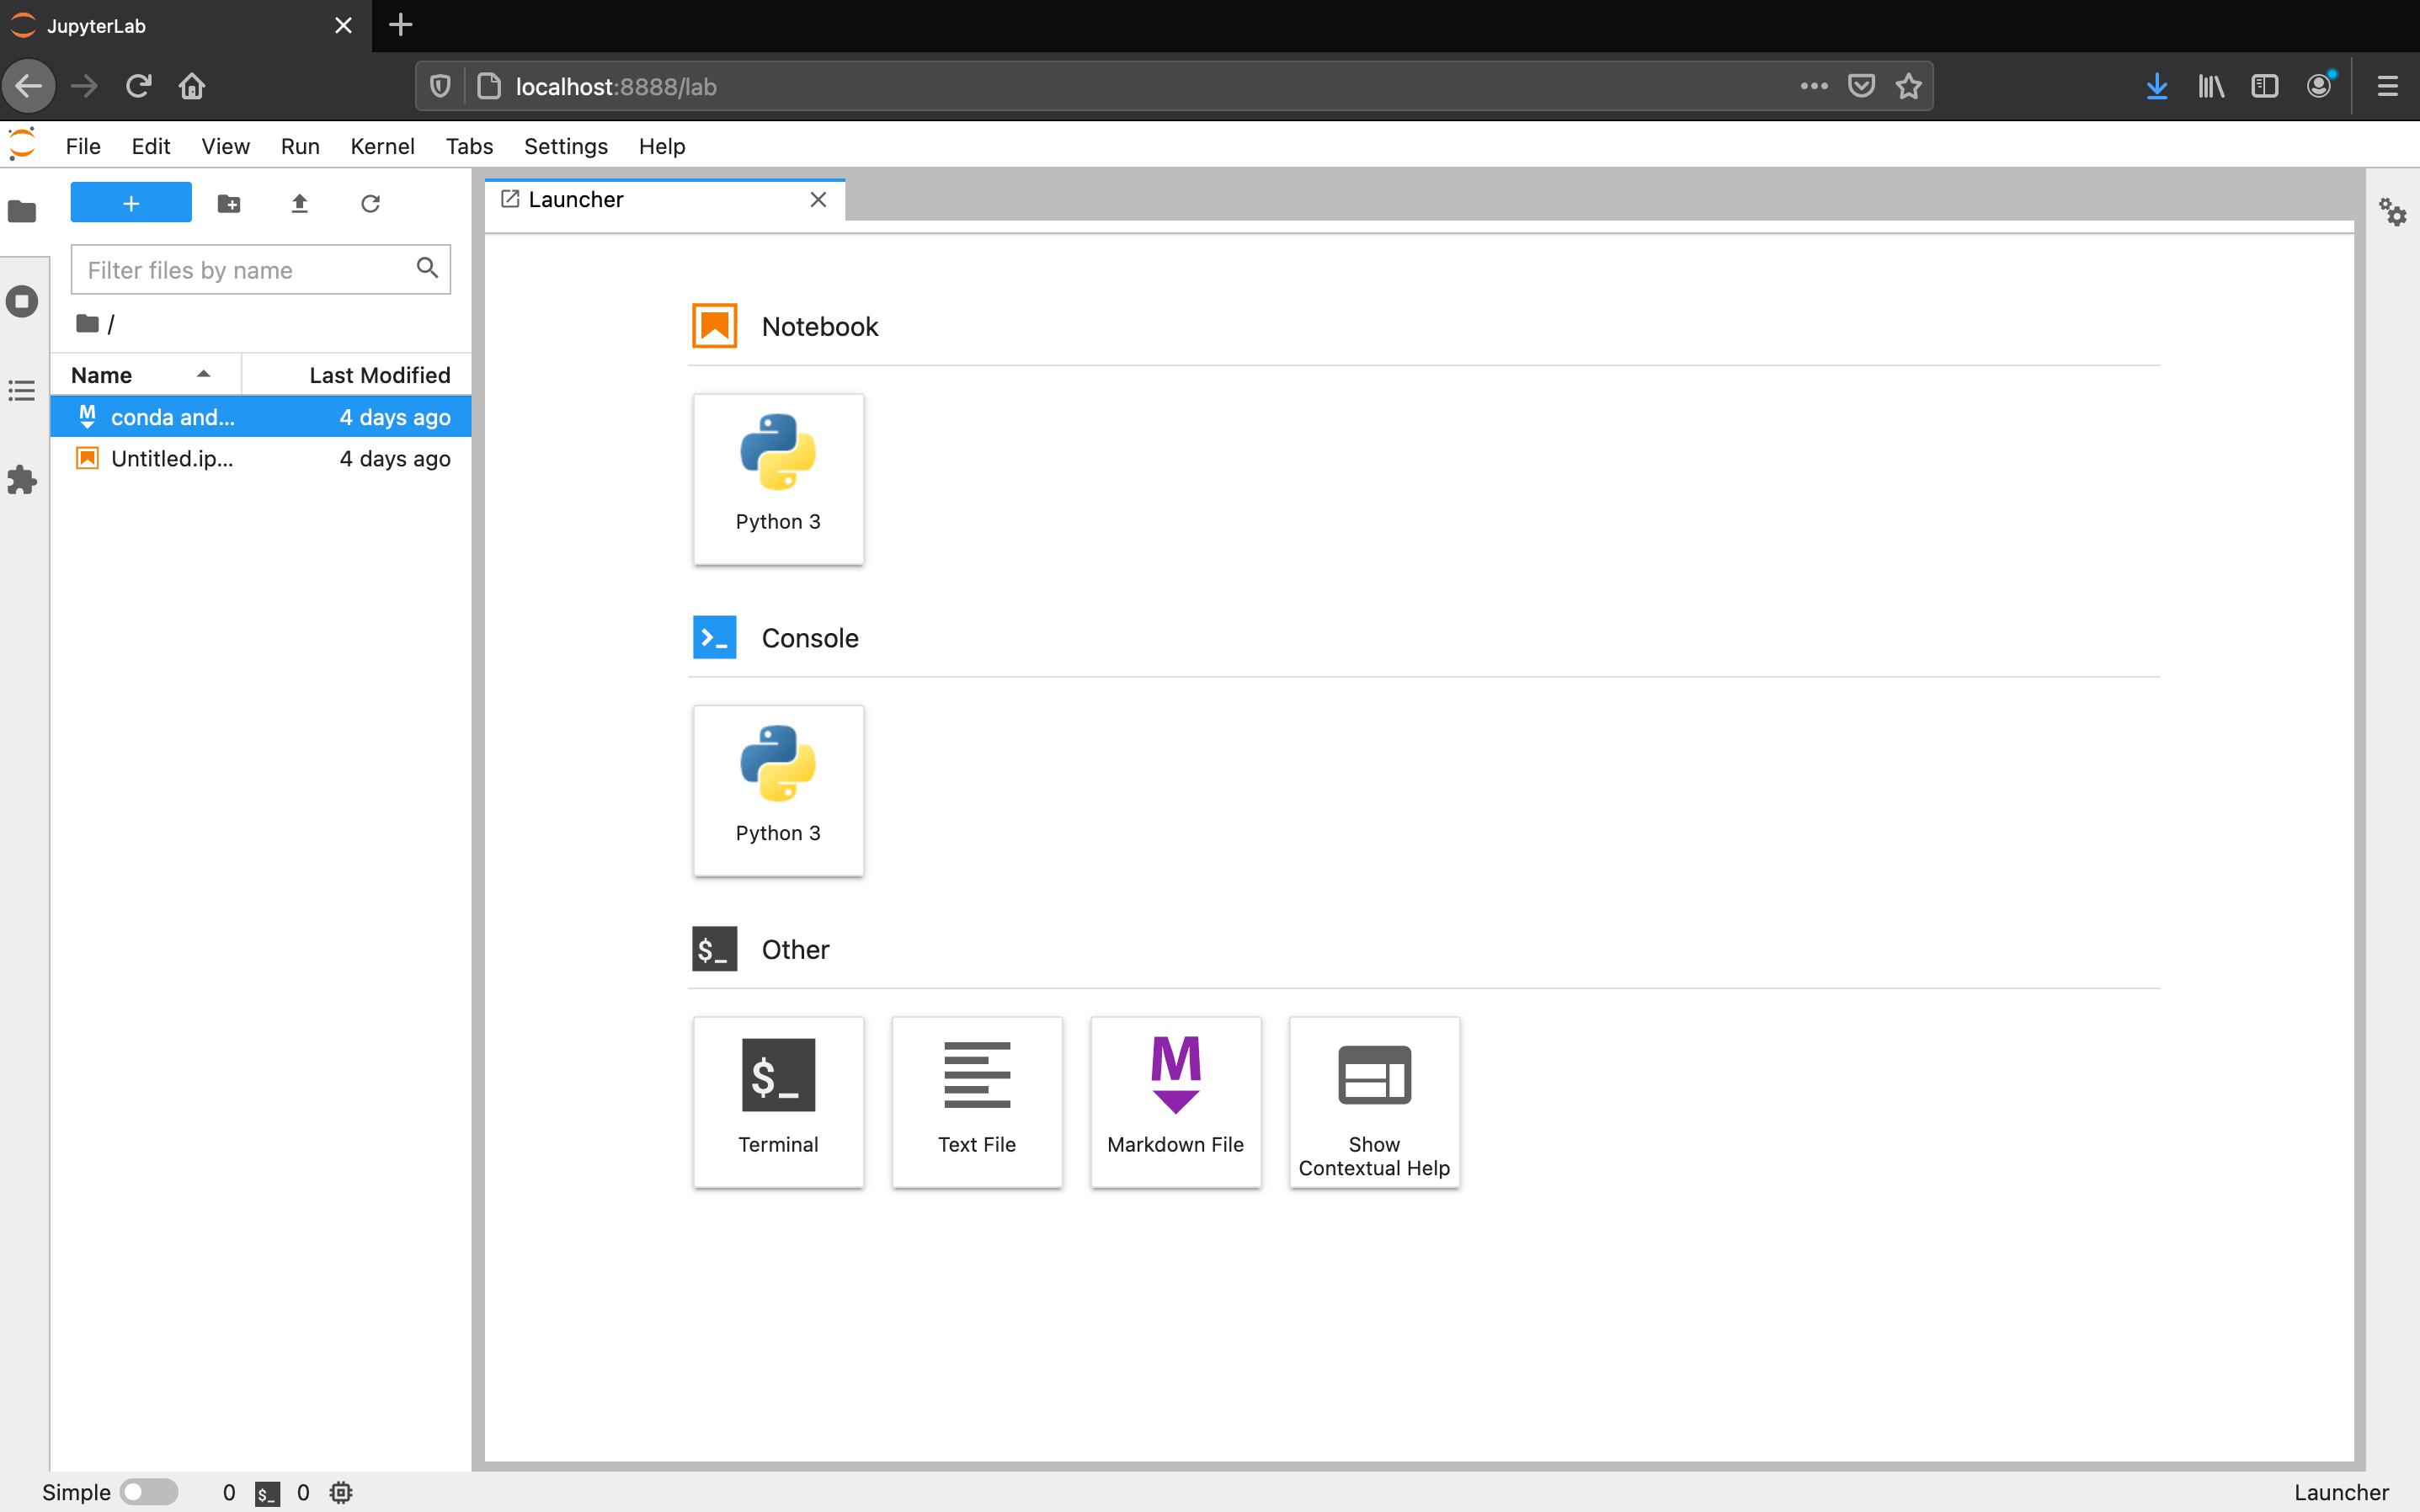 JupyterLab
localhost:8888/lab
File Edit View Run Kernel Tabs Settings Help
Launcher
Filter files by name
/
Name Last Modified
conda and... 4 days ago
Untitled.ip... 4 days ago
Notebook
Python 3
Console
Python 3
$_ Other
$_
Terminal
Text File
M
Markdown File
Show
Contextual Help
Simple 0 $_ 0
Launcher